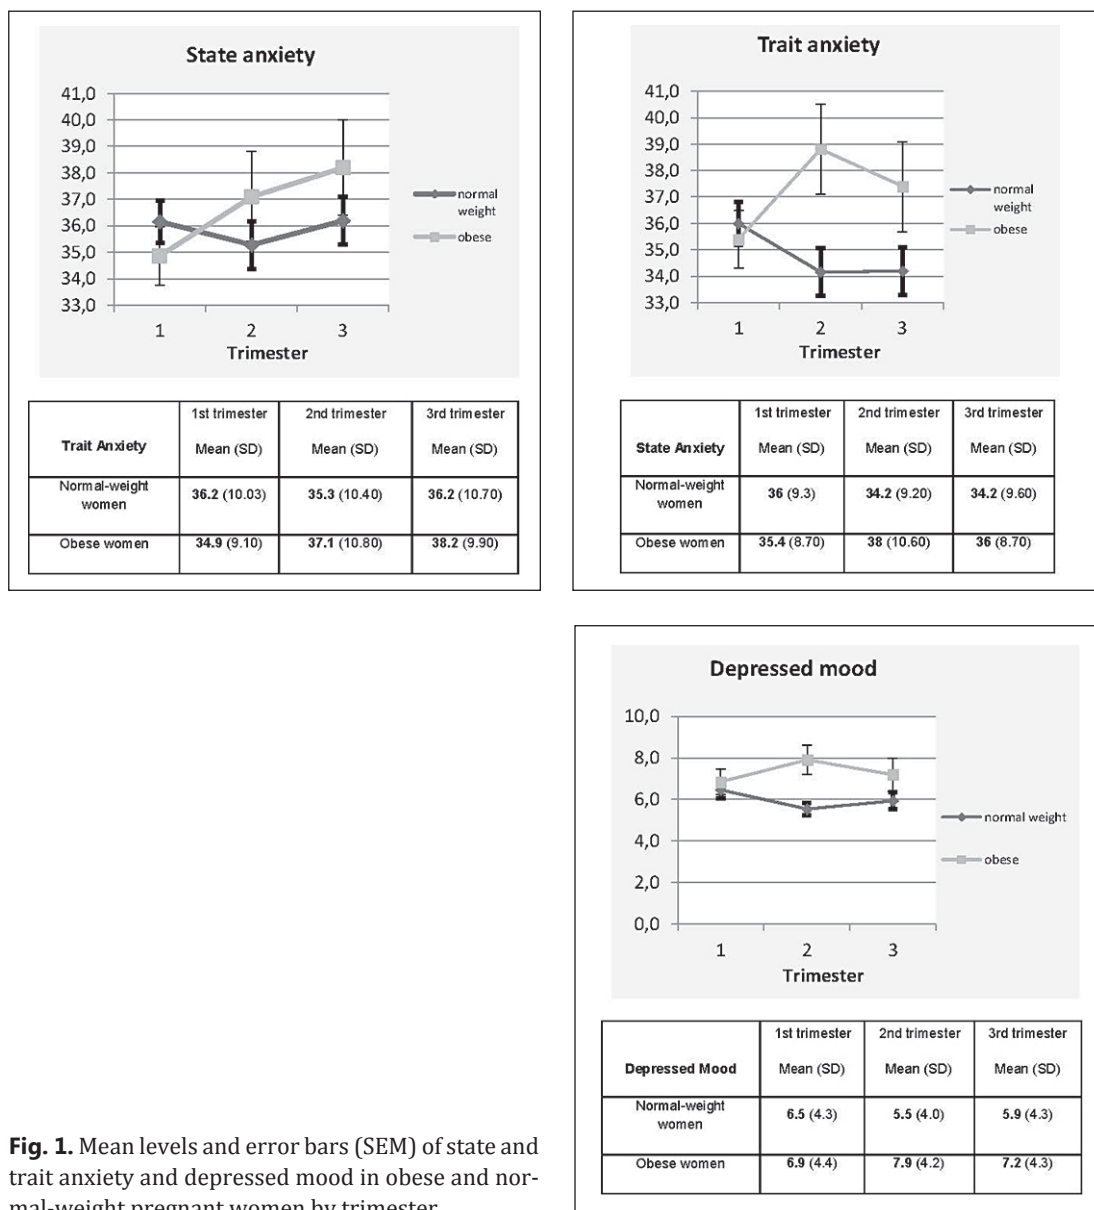 State anxiety
41,0
40,0
39,0
38,0
37,0
36,0
35,0
34,0
33,0
normal
weight
obese
1 2 3
Trimester
Trait Anxiety 1st trimester 2nd trimester 3rd trimester
Mean (SD) Mean (SD) Mean (SD)
Normal-weight
women 36.2 (10.03) 35.3 (10.40) 36.2 (10.70)
Obese women 34.9 (9.10) 37.1 (10.80) 38.2 (9.90)
Trait anxiety
41,0
40,0
39,0
38,0
37,0
36,0
35,0
34,0
33,0
normal
weight
obese
1 2 3
Trimester
State Anxiety 1st trimester 2nd trimester 3rd trimester
Mean (SD) Mean (SD) Mean (SD)
Normal-weight
women 36 (9.3) 34.2 (9.20) 34.2 (9.60)
Obese women 35.4 (8.70) 38 (10.60) 36 (8.70)
Depressed mood
10,0
8,0
6,0
4,0
2,0
0,0
normal weight
obese
1 2 3
Trimester
Depressed Mood 1st trimester 2nd trimester 3rd trimester
Mean (SD) Mean (SD) Mean (SD)
Normal-weight
women 6.5 (4.3) 5.5 (4.0) 5.9 (4.3)
Obese women 6.9 (4.4) 7.9 (4.2) 7.2 (4.3)
Fig. 1. Mean levels and error bars (SEM) of state and
trait anxiety and depressed mood in obese and nor-
mal-weight pregnant women by trimester